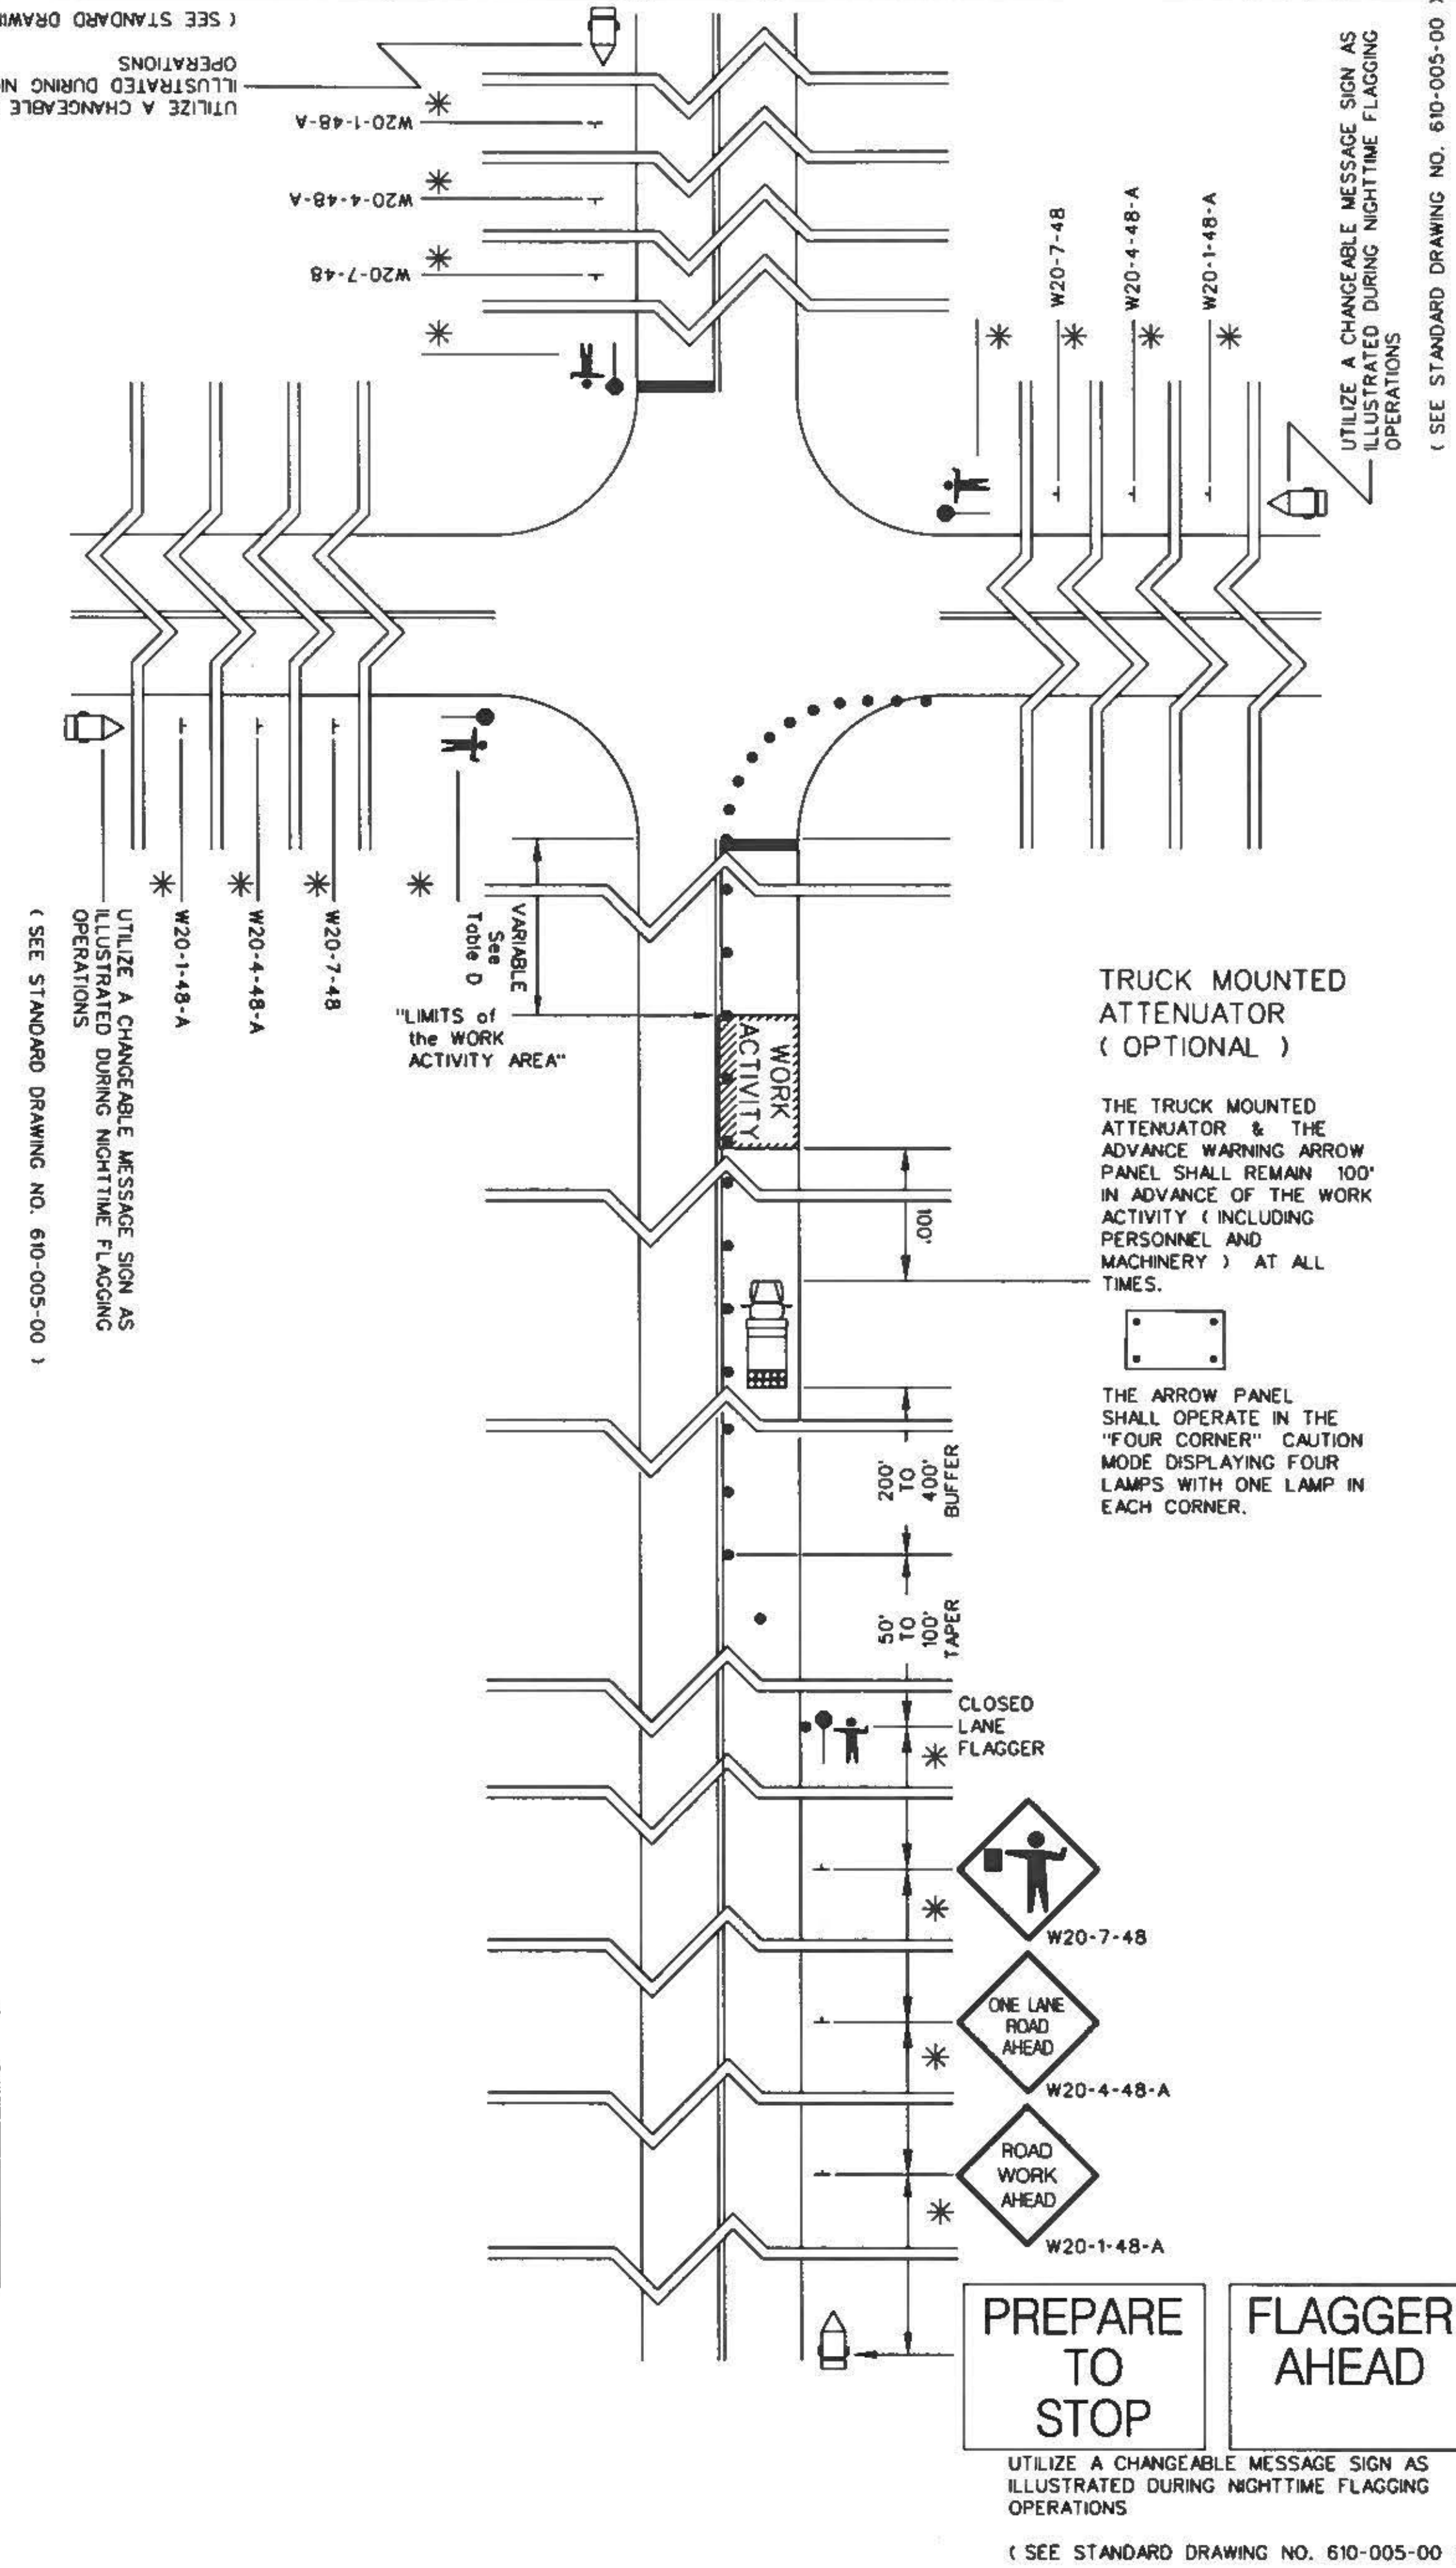 ( SEE STANDARD DRAWI
UTILIZE A CHANGEABLE
ILLUSTRATED DURING NI
OPERATIONS
W20-1-48-A
W20-4-48-A
W20-7-48
UTILIZE A CHANGEABLE MESSAGE SIGN AS
ILLUSTRATED DURING NIGHTTIME FLAGGING
OPERATIONS
( SEE STANDARD DRAWING NO. 610-005-00 )
W20-7-48
W20-4-48-A
W20-1-48-A
W20-1-48-A
W20-4-48-A
W20-7-48
UTILIZE A CHANGEABLE MESSAGE SIGN AS
ILLUSTRATED DURING NIGHTTIME FLAGGING
OPERATIONS
( SEE STANDARD DRAWING NO. 610-005-00 )
VARIABLE
See
Table D
"LIMITS of
the WORK
ACTIVITY AREA"
WORK
ACTIVITY
100'
TRUCK MOUNTED
ATTENUATOR
( OPTIONAL )
THE TRUCK MOUNTED
ATTENUATOR & THE
ADVANCE WARNING ARROW
PANEL SHALL REMAIN 100'
IN ADVANCE OF THE WORK
ACTIVITY ( INCLUDING
PERSONNEL AND
MACHINERY ) AT ALL
TIMES.
THE ARROW PANEL
SHALL OPERATE IN THE
"FOUR CORNER" CAUTION
MODE DISPLAYING FOUR
LAMPS WITH ONE LAMP IN
EACH CORNER.
200'
TO
400'
BUFFER
50'
TO
100'
TAPER
CLOSED
LANE
FLAGGER
W20-7-48
ONE LANE
ROAD
AHEAD
W20-4-48-A
ROAD
WORK
AHEAD
W20-1-48-A
PREPARE
TO
STOP
FLAGGER
AHEAD
UTILIZE A CHANGEABLE MESSAGE SIGN AS
ILLUSTRATED DURING NIGHTTIME FLAGGING
OPERATIONS
( SEE STANDARD DRAWING NO. 610-005-00